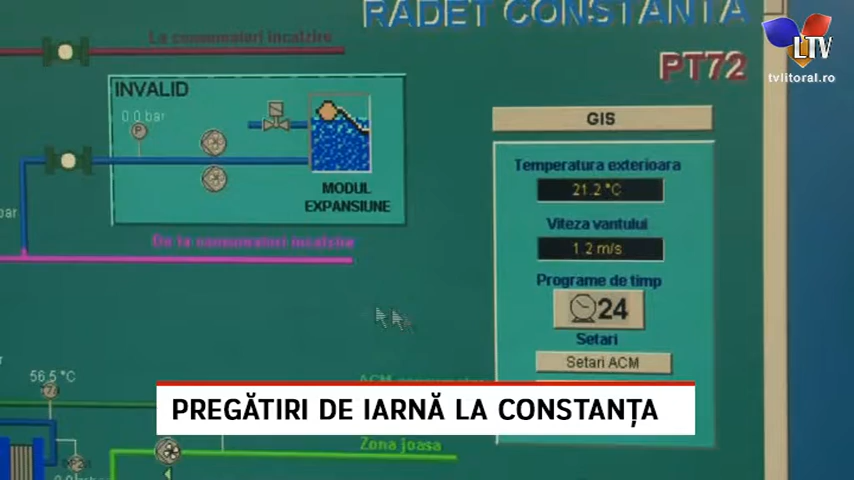 RADET CONSTANTA
LTV
tvlitoral.ro
PT72
La consumatori incalzire
INVALID
0.0 bar
P
MODUL
EXPANSIUNE
bar
De la consumatori incalzire
GIS
Temperatura exterioara
21.2 °C
Viteza vantului
1.2 m/s
Programe de timp
24
Setari
Setari ACM
56.5 °C
PREGĂTIRI DE IARNĂ LA CONSTANȚA
Zona joasa